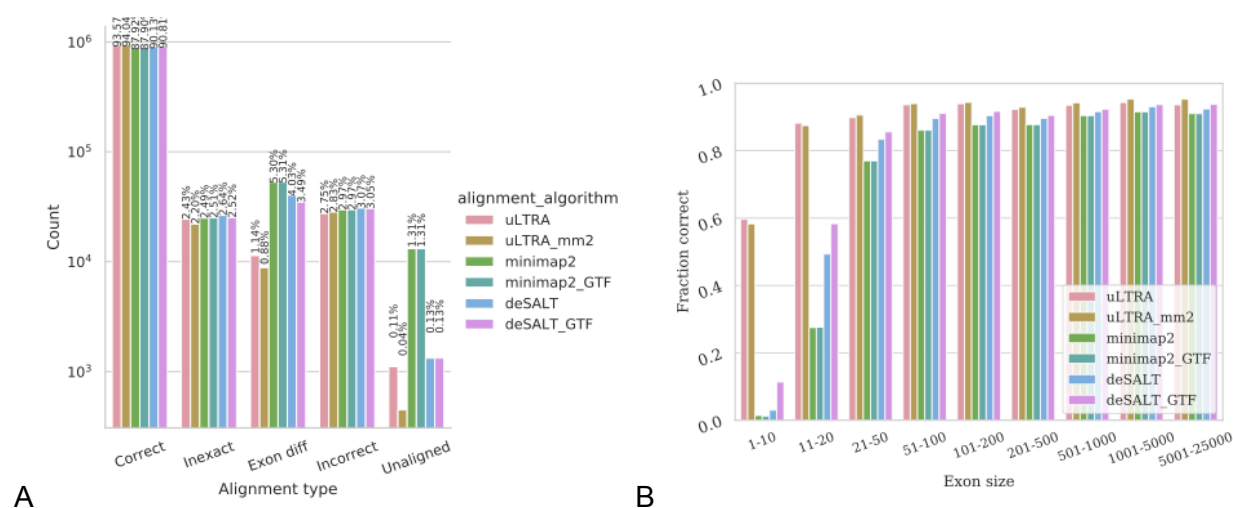 93.57
94.04
87.92
87.90
90.13
90.81
10^6
10^5
10^4
10^3
Count
2.43%
2.20%
2.49%
2.51%
2.64%
2.52%
1.14%
0.88%
5.30%
5.31%
4.03%
3.49%
2.75%
2.83%
2.97%
2.97%
3.07%
3.05%
0.11%
0.04%
1.31%
1.31%
0.13%
0.13%
Correct
Inexact
Exon diff
Incorrect
Unaligned
Alignment type
alignment_algorithm
uLTRA
uLTRA_mm2
minimap2
minimap2_GTF
deSALT
deSALT_GTF
A
1.0
0.8
0.6
0.4
0.2
0.0
Fraction correct
uLTRA
uLTRA_mm2
minimap2
minimap2_GTF
deSALT
deSALT_GTF
1-10
11-20
21-50
51-100
101-200
201-500
501-1000
1001-5000
5001-25000
Exon size
B